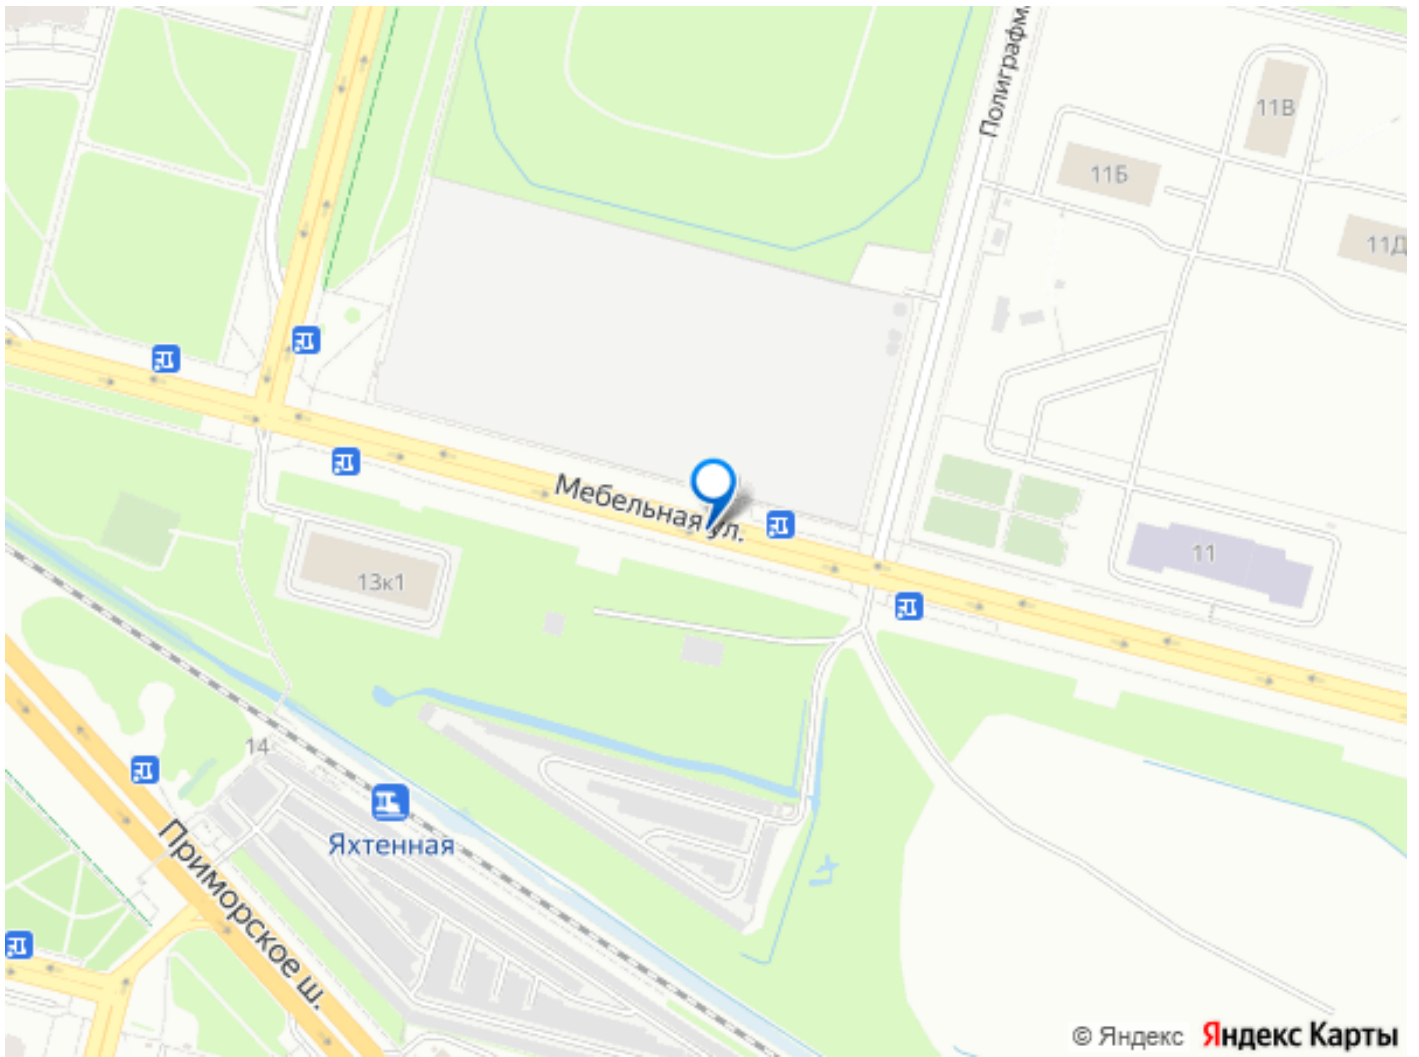 Полиграфм
11В
11Б
11Д
Мебельная ул.
11
13к1
14
Яхтенная
Приморское ш.
© Яндекс Яндекс Карты